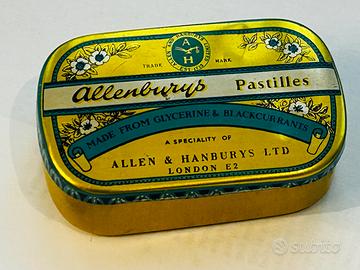 A
H
TRADE MARK
Allenburys Pastilles
MADE FROM GLYCERINE & BLACKCURRANTS
A SPECIALITY OF
ALLEN & HANBURYS LTD
LONDON E2
subito